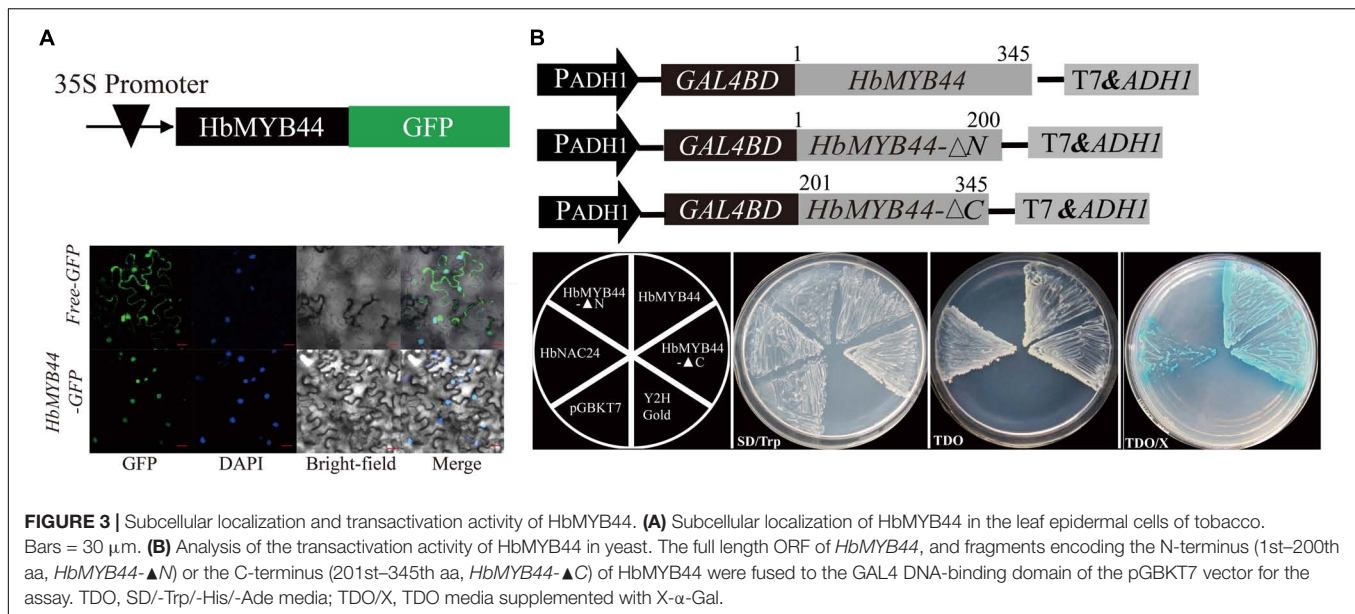 A
35S Promoter
HbMYB44 GFP
Free-GFP
HbMYB44
-GFP
GFP DAPI Bright-field Merge
B
1 345
PADH1 GAL4BD HbMYB44 T7&ADH1
1 200
PADH1 GAL4BD HbMYB44-△N T7&ADH1
201 345
PADH1 GAL4BD HbMYB44-△C T7&ADH1
HbMYB44
-▲N
HbMYB44
HbNAC24
HbMYB44
-▲C
pGBKT7
Y2H
Gold
SD/Trp
TDO
TDO/X
FIGURE 3 | Subcellular localization and transactivation activity of HbMYB44. (A) Subcellular localization of HbMYB44 in the leaf epidermal cells of tobacco.
Bars = 30 μm. (B) Analysis of the transactivation activity of HbMYB44 in yeast. The full length ORF of HbMYB44, and fragments encoding the N-terminus (1st–200th
aa, HbMYB44-▲N) or the C-terminus (201st–345th aa, HbMYB44-▲C) of HbMYB44 were fused to the GAL4 DNA-binding domain of the pGBKT7 vector for the
assay. TDO, SD/-Trp/-His/-Ade media; TDO/X, TDO media supplemented with X-α-Gal.